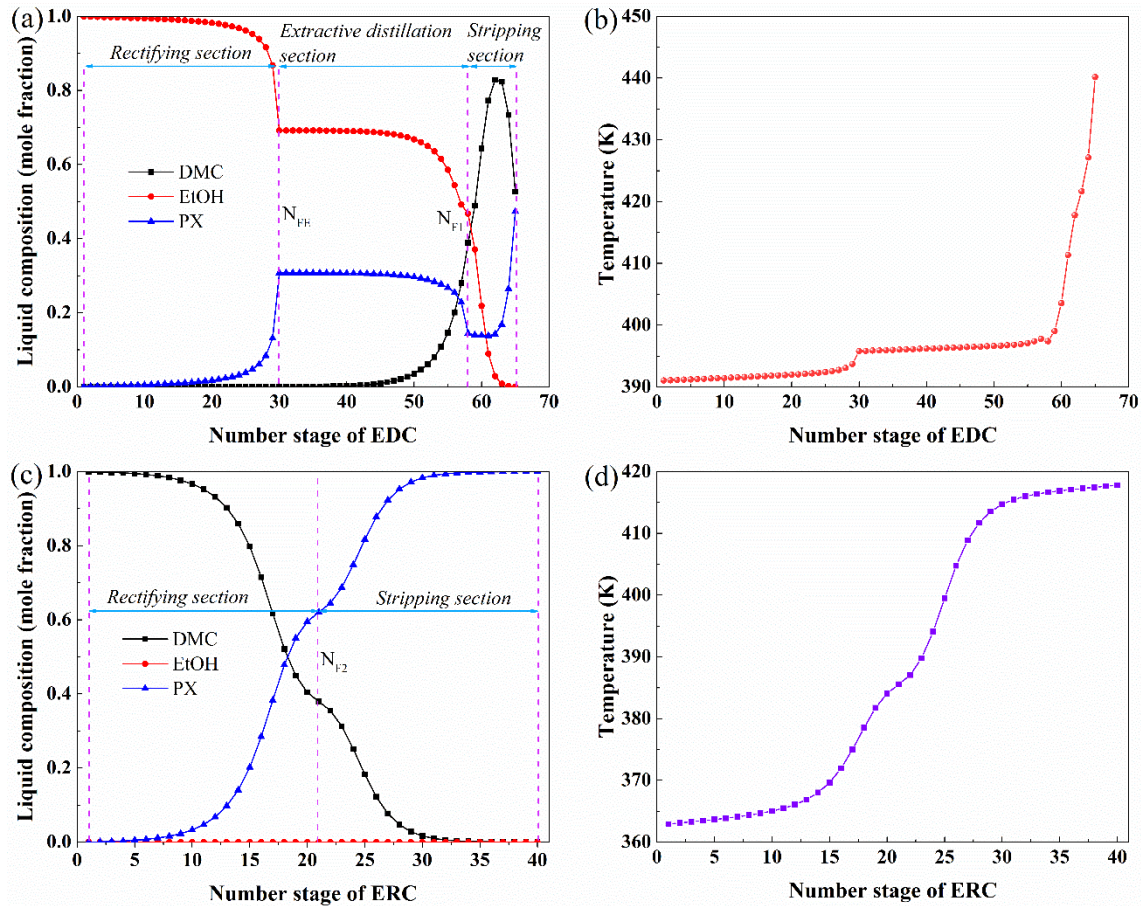 (a)
1.0
0.8
0.6
0.4
0.2
0.0
Liquid composition (mole fraction)
Rectifying section
Extractive distillation
section
Stripping
section
DMC
EtOH
PX
N_FE
N_F1
0 10 20 30 40 50 60 70
Number stage of EDC
(b)
450
440
430
420
410
400
390
380
Temperature (K)
0 10 20 30 40 50 60 70
Number stage of EDC
(c)
1.0
0.8
0.6
0.4
0.2
0.0
Liquid composition (mole fraction)
Rectifying section
Stripping section
DMC
EtOH
PX
N_F2
0 5 10 15 20 25 30 35 40
Number stage of ERC
(d)
420
410
400
390
380
370
360
Temperature (K)
0 5 10 15 20 25 30 35 40
Number stage of ERC